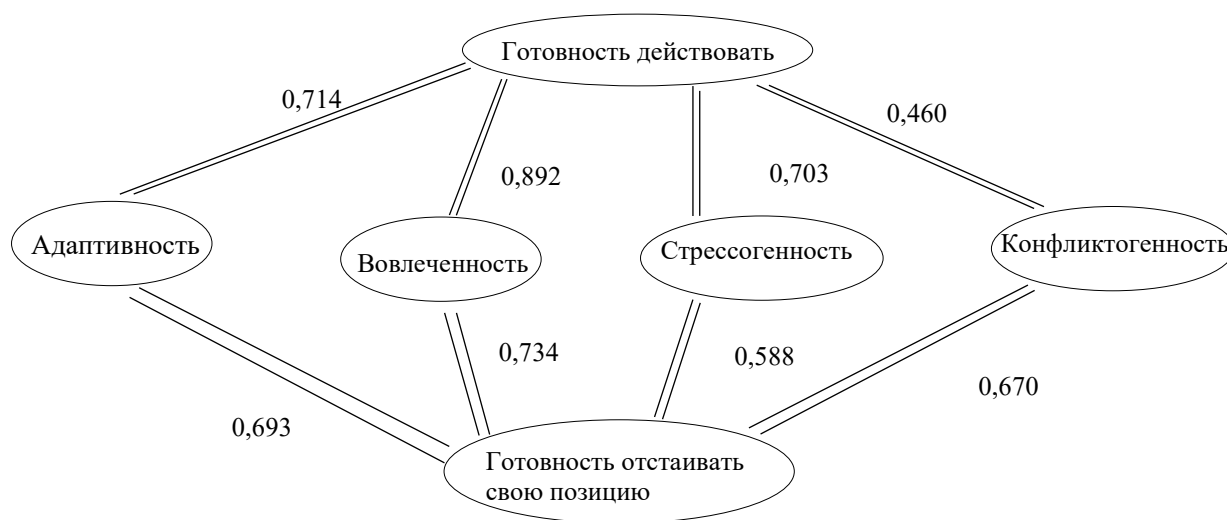 Готовность действовать
0,714
0,460
0,892
0,703
Адаптивность
Вовлеченность
Стрессогенность
Конфликтогенность
0,734
0,588
0,670
0,693
Готовность отстаивать
свою позицию